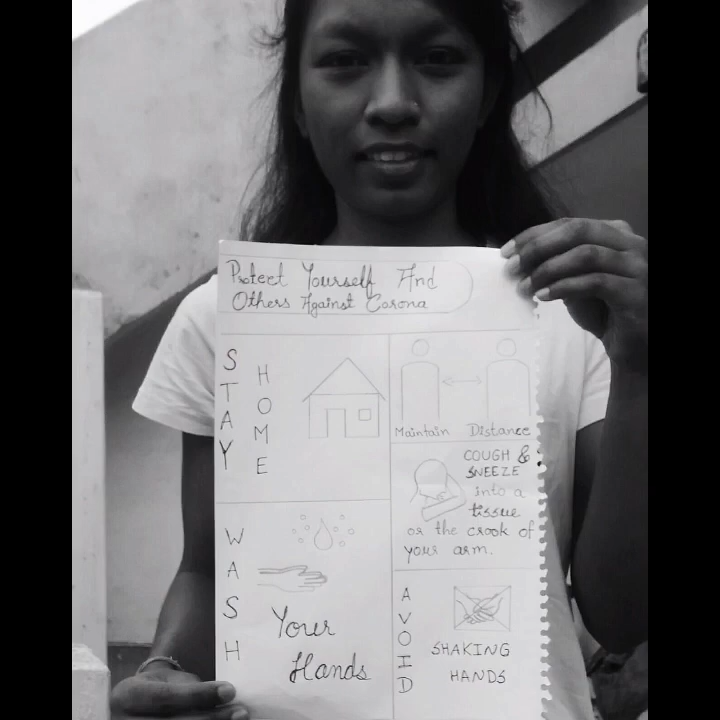 Protect Yourself And
Others Against Corona
STAY
HOME
Maintain Distance
COUGH &
SNEEZE
into a
tissue
or the crook of
your arm.
WASH
Your
Hands
AVOID
SHAKING
HANDS